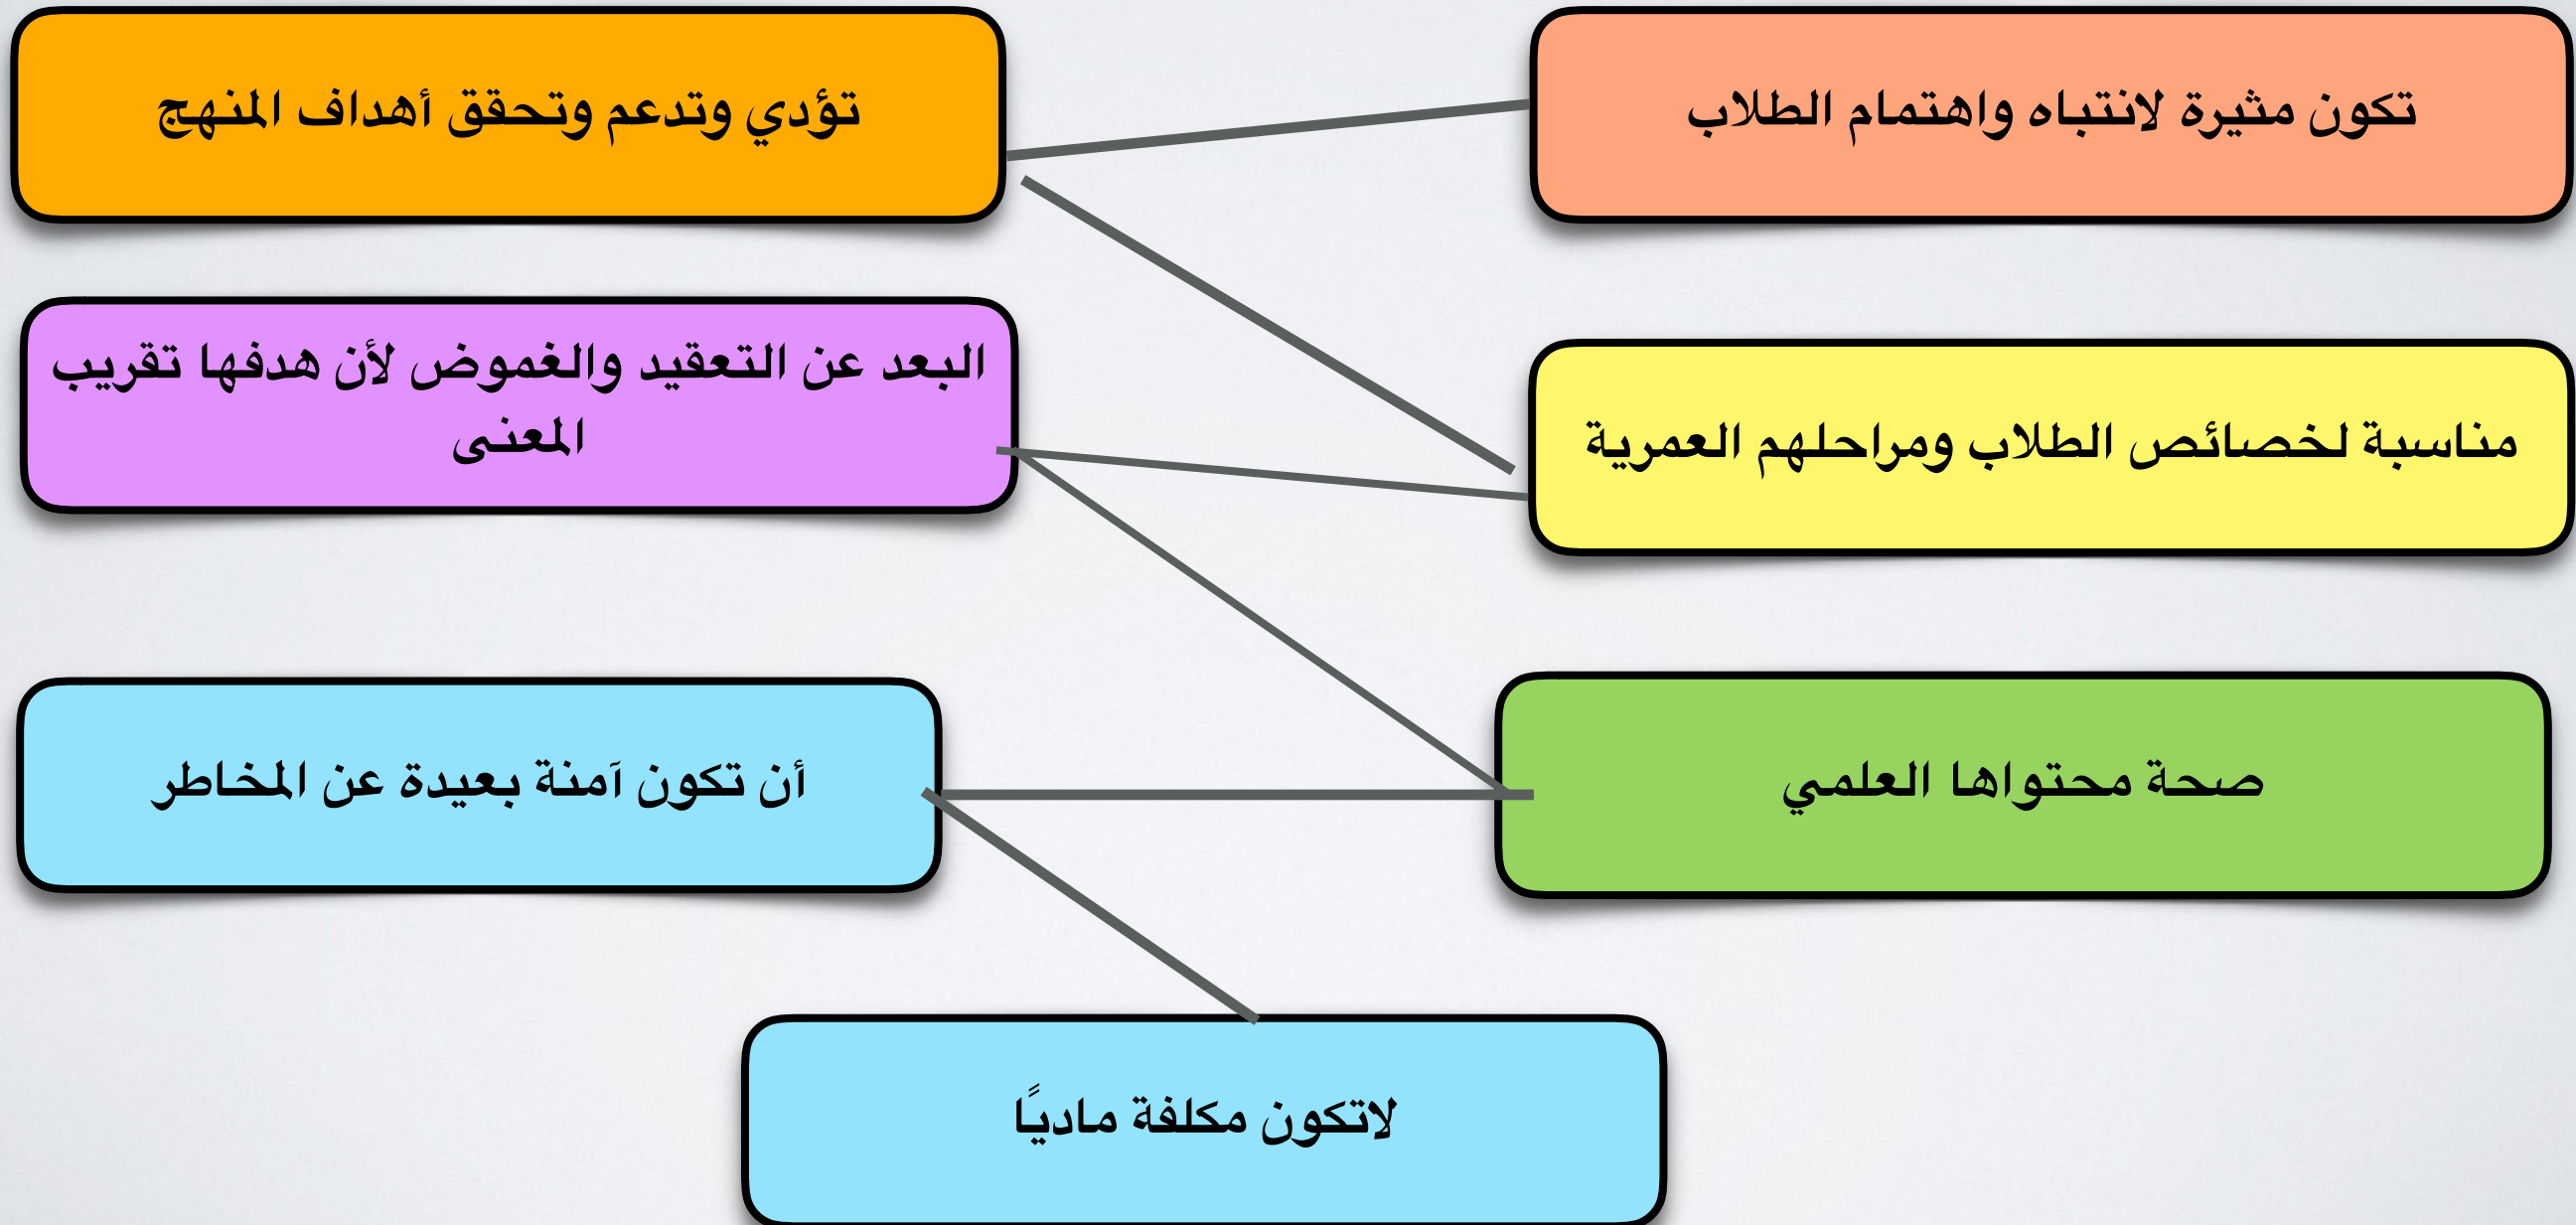 تكون مثيرة لانتباه واهتمام الطلاب
تؤدي وتدعم وتحقق أهداف المنهج
مناسبة لخصائص الطلاب ومراحلهم العمرية
البعد عن التعقيد والغموض لأن هدفها تقريب
المعنى
صحة محتواها العلمي
أن تكون آمنة بعيدة عن المخاطر
لاتكون مكلفة ماديًا